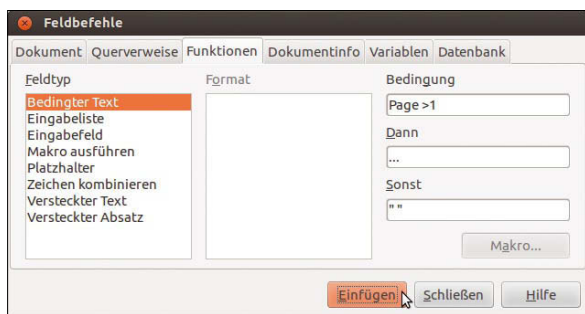 Feldbefehle
Dokument Querverweise Funktionen Dokumentinfo Variablen Datenbank
Feldtyp
Bedingter Text
Eingabeliste
Eingabefeld
Makro ausführen
Platzhalter
Zeichen kombinieren
Versteckter Text
Versteckter Absatz
Format
Bedingung
Page >1
Dann
...
Sonst
" "
Makro...
Einfügen Schließen Hilfe